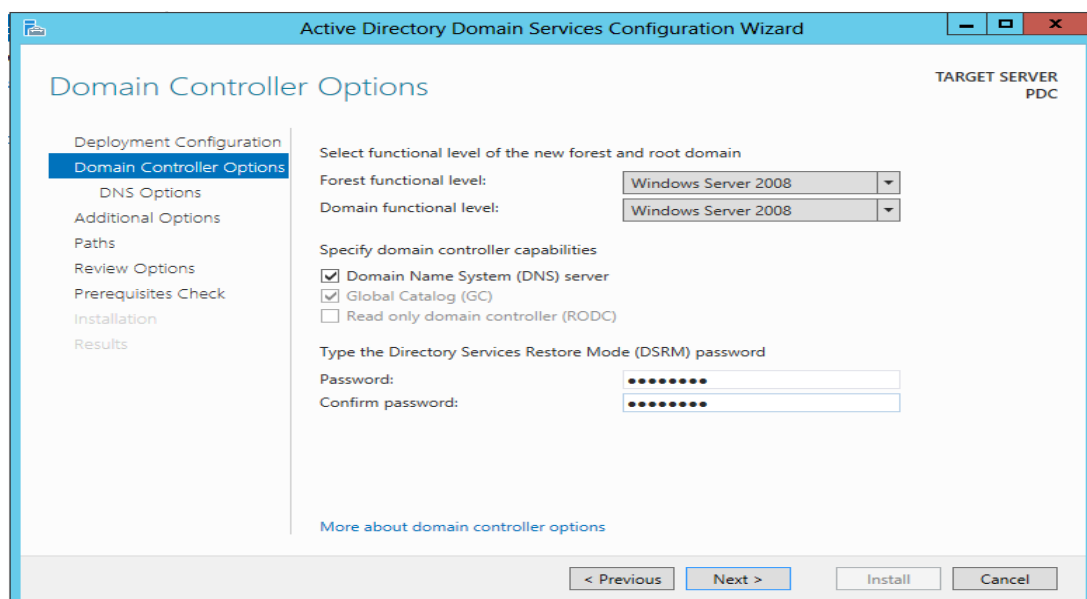 Active Directory Domain Services Configuration Wizard
Domain Controller Options
TARGET SERVER
PDC
Deployment Configuration
Domain Controller Options
DNS Options
Additional Options
Paths
Review Options
Prerequisites Check
Installation
Results
Select functional level of the new forest and root domain
Forest functional level: Windows Server 2008
Domain functional level: Windows Server 2008
Specify domain controller capabilities
Domain Name System (DNS) server
Global Catalog (GC)
Read only domain controller (RODC)
Type the Directory Services Restore Mode (DSRM) password
Password: ●●●●●●●●
Confirm password: ●●●●●●●●
More about domain controller options
< Previous Next > Install Cancel